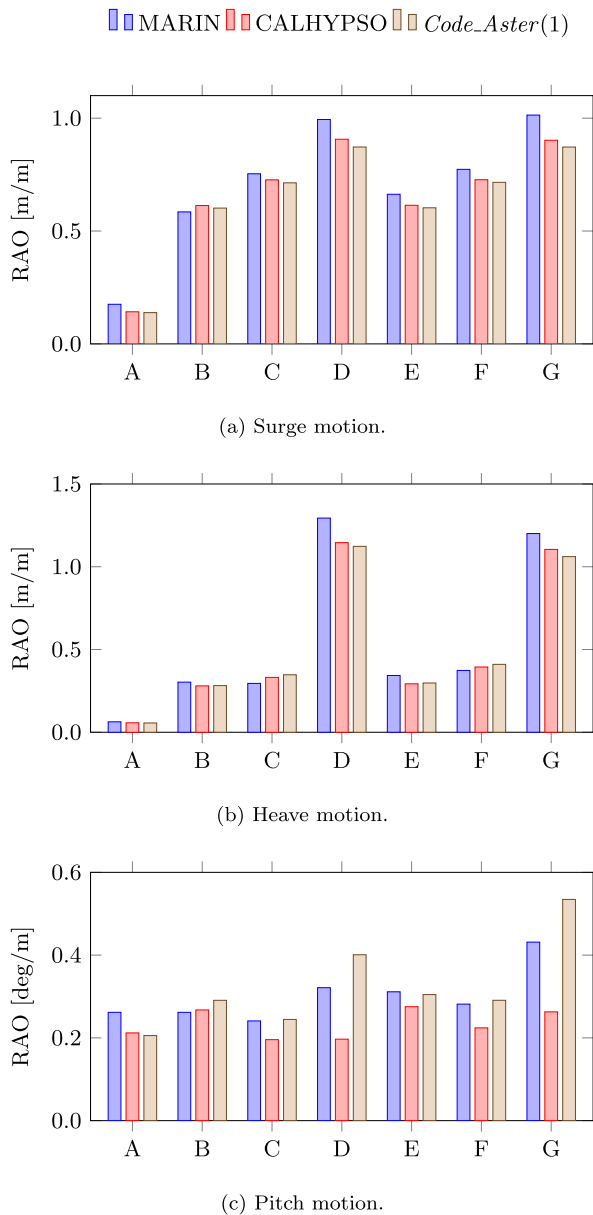 MARIN CALHYPSO Code_Aster(1)
1.0
0.5
0.0
RAO [m/m]
A B C D E F G
(a) Surge motion.
1.5
1.0
0.5
0.0
RAO [m/m]
A B C D E F G
(b) Heave motion.
0.6
0.4
0.2
0.0
RAO [deg/m]
A B C D E F G
(c) Pitch motion.